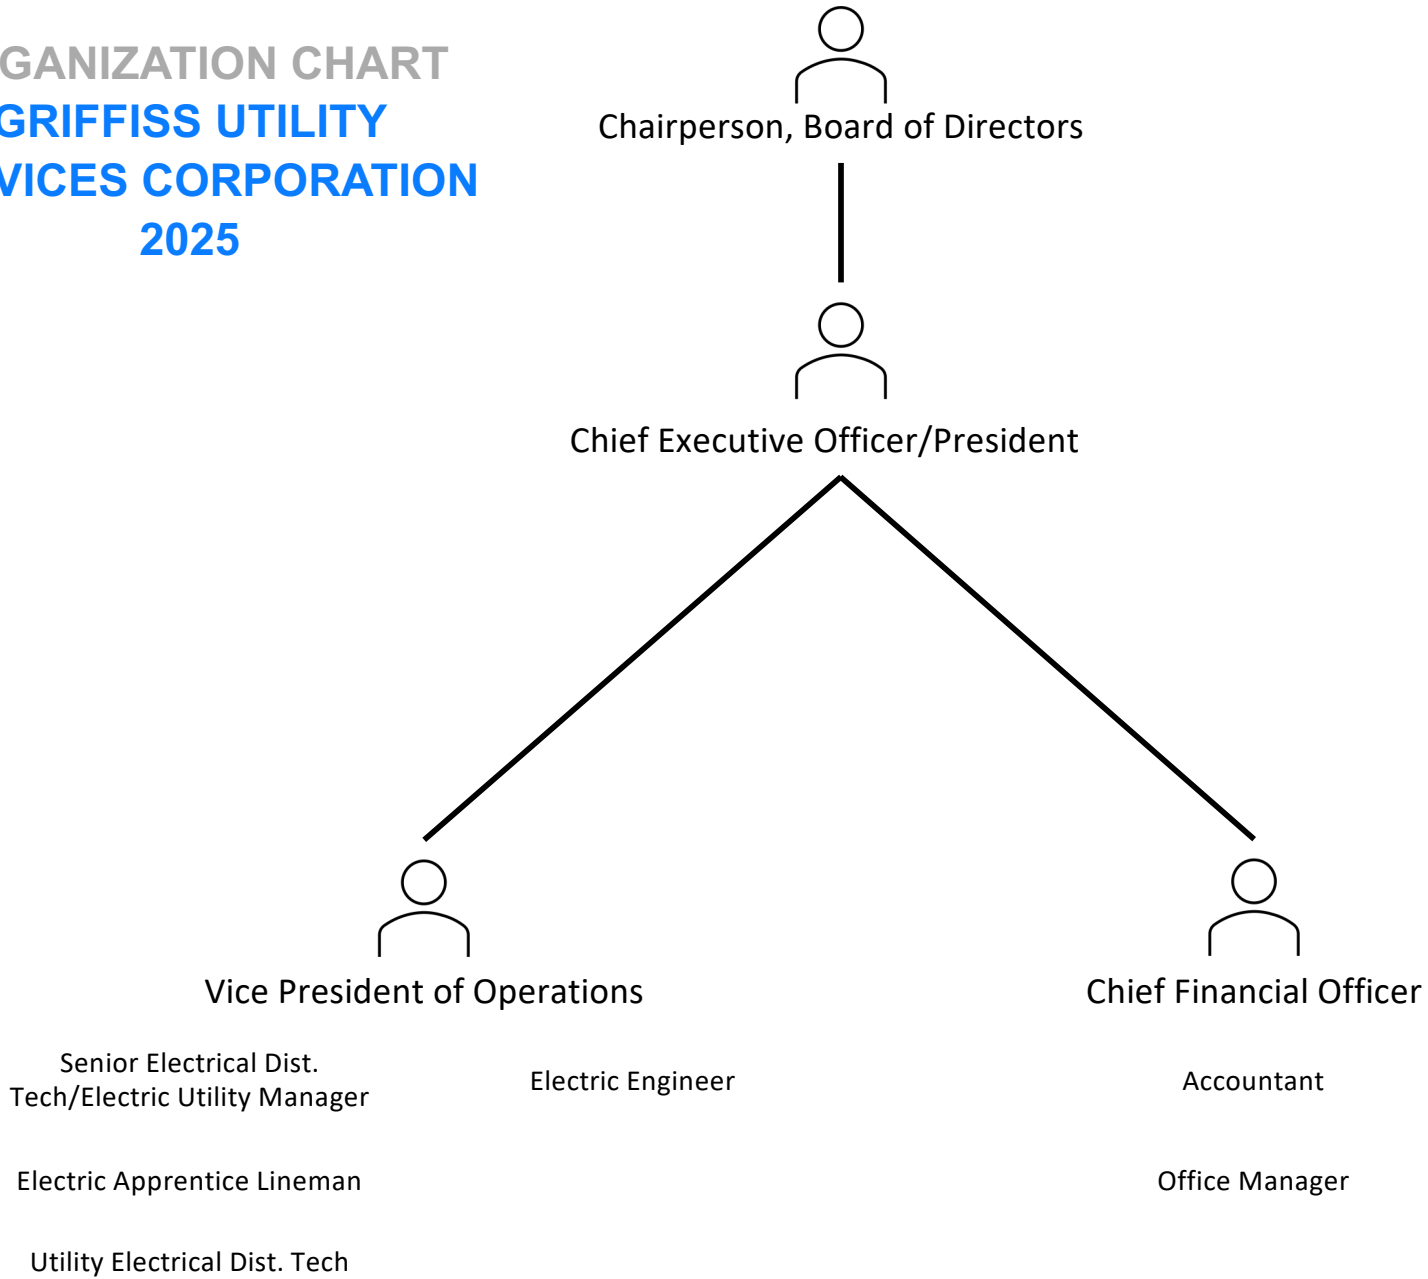 GANIZATION CHART
GRIFFISS UTILITY
VICES CORPORATION
2025
Chairperson, Board of Directors
Chief Executive Officer/President
Vice President of Operations
Chief Financial Officer
Senior Electrical Dist.
Tech/Electric Utility Manager
Electric Engineer
Accountant
Electric Apprentice Lineman
Office Manager
Utility Electrical Dist. Tech